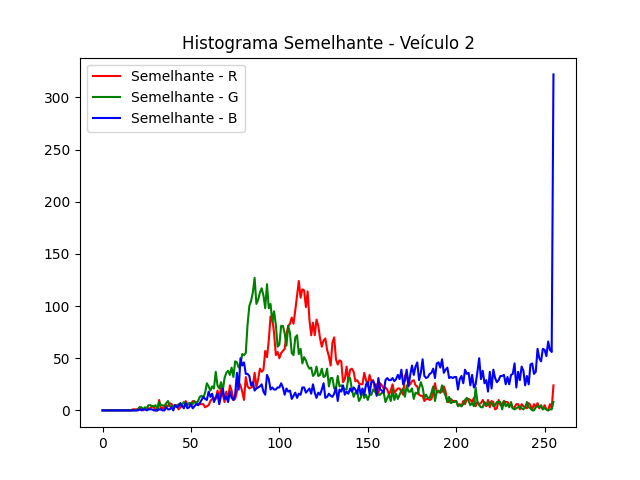 Histograma Semelhante - Veículo 2
Semelhante - R
Semelhante - G
Semelhante - B
300
250
200
150
100
50
0
0 50 100 150 200 250